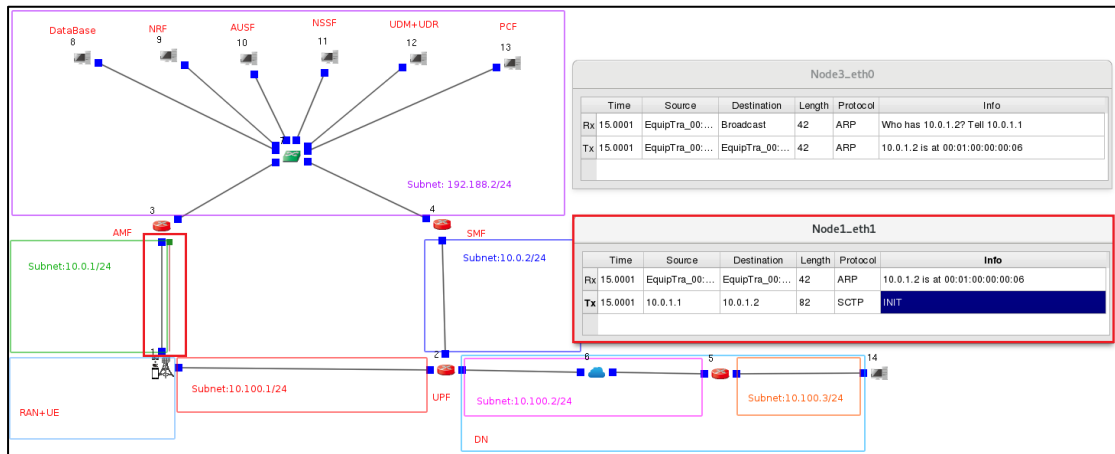 DataBase
8
NRF
9
AUSF
10
NSSF
11
UDM+UDR
12
PCF
13
7
Subnet: 192.188.2/24
3
4
AMF
SMF
Subnet:10.0.1/24
Subnet:10.0.2/24
1
2
6
5
14
Subnet:10.100.1/24
UPF
Subnet:10.100.2/24
Subnet:10.100.3/24
RAN+UE
DN
Node3_eth0
Time Source Destination Length Protocol Info
Rx 15.0001 EquipTra_00:... Broadcast 42 ARP Who has 10.0.1.2? Tell 10.0.1.1
Tx 15.0001 EquipTra_00:... EquipTra_00:... 42 ARP 10.0.1.2 is at 00:01:00:00:00:06
Node1_eth1
Time Source Destination Length Protocol Info
Rx 15.0001 EquipTra_00:... EquipTra_00:... 42 ARP 10.0.1.2 is at 00:01:00:00:00:06
Tx 15.0001 10.0.1.1 10.0.1.2 82 SCTP INIT